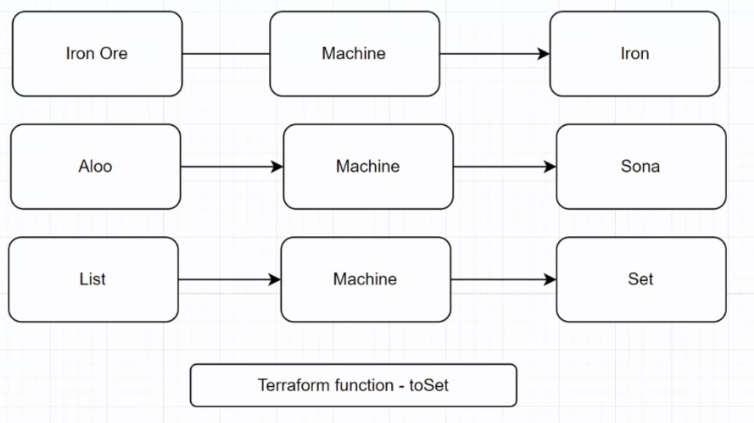 Iron Ore
Machine
Iron
Aloo
Machine
Sona
List
Machine
Set
Terraform function - toSet